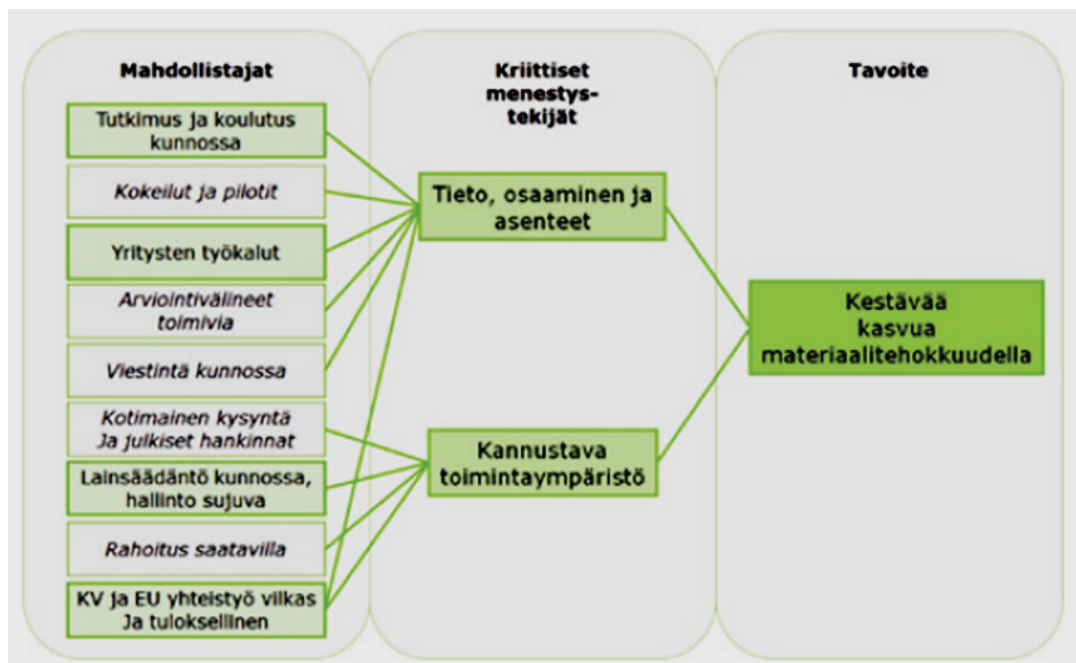 Mahdollistajat
Tutkimus ja koulutus
kunnossa
Kokeilut ja pilotit
Yritysten työkalut
Arviointivälineet
toimivia
Viestintä kunnossa
Kotimainen kysyntä
Ja julkiset hankinnat
Lainsäädäntö kunnossa,
hallinto sujuva
Rahoitus saatavilla
KV ja EU yhteistyö vilkas
Ja tuloksellinen
Kriittiset
menestys-
tekijät
Tieto, osaaminen ja
asenteet
Kannustava
toimintaympäristö
Tavoite
Kestävää
kasvua
materiaalitehokkuudella